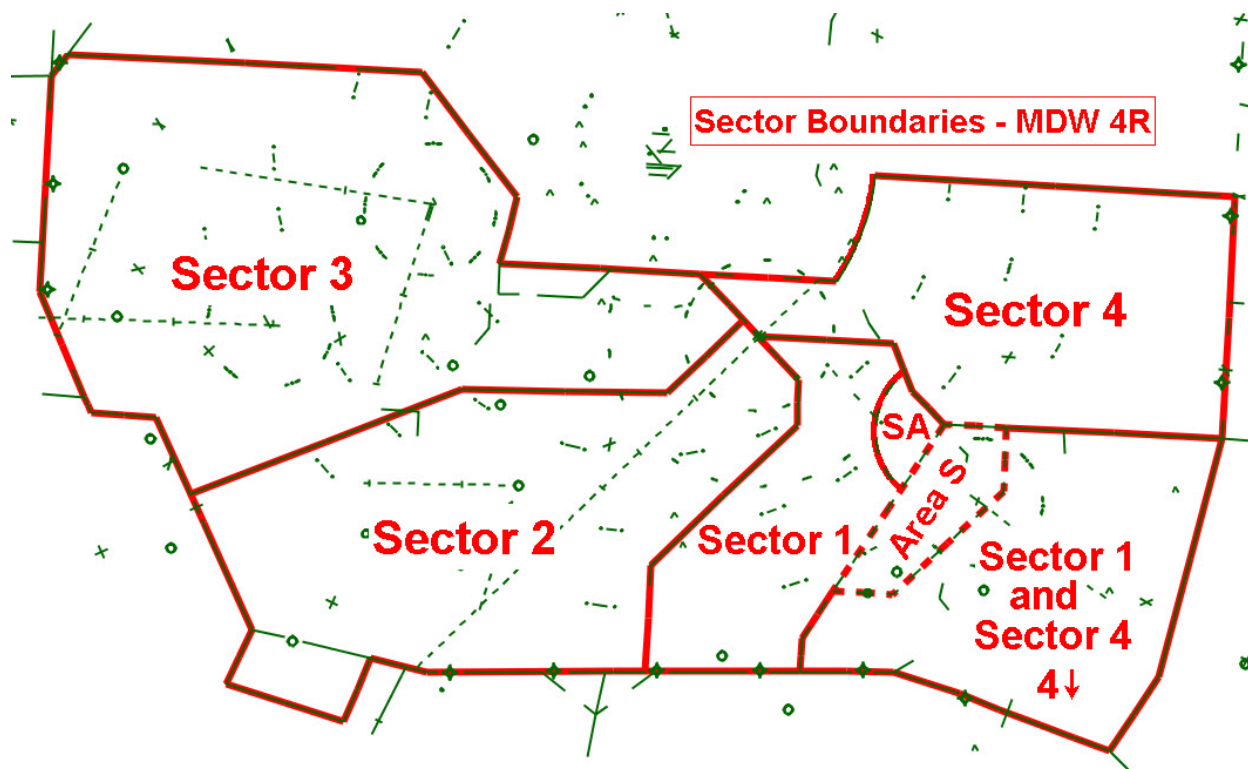 Sector Boundaries - MDW 4R
Sector 3
Sector 4
SA
Area S
Sector 2
Sector 1
Sector 1
and
Sector 4
4↓